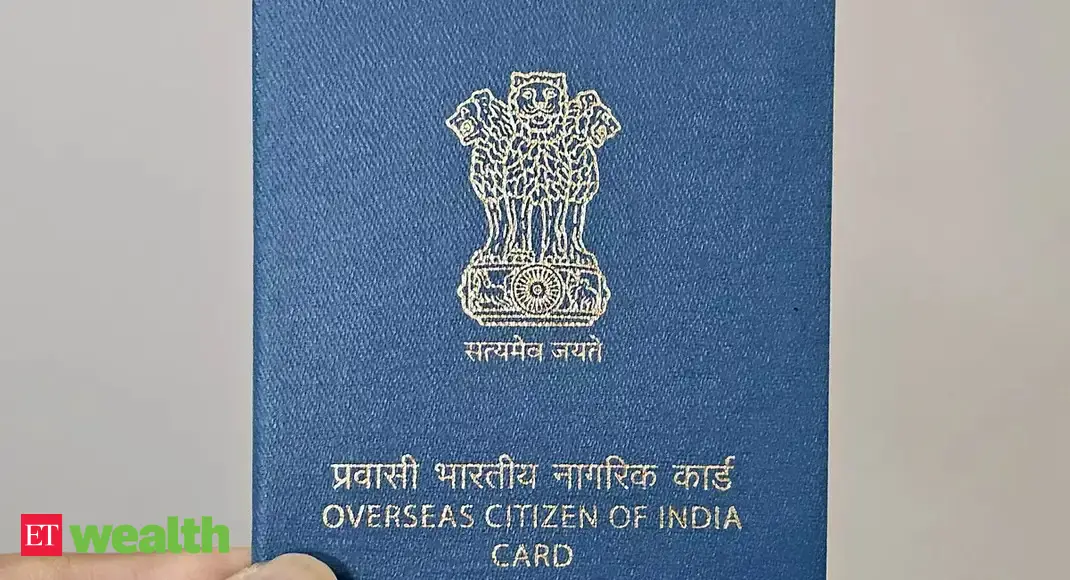 सत्यमेव जयते
प्रवासी भारतीय नागरिक कार्ड
OVERSEAS CITIZEN OF INDIA
CARD
ET wealth